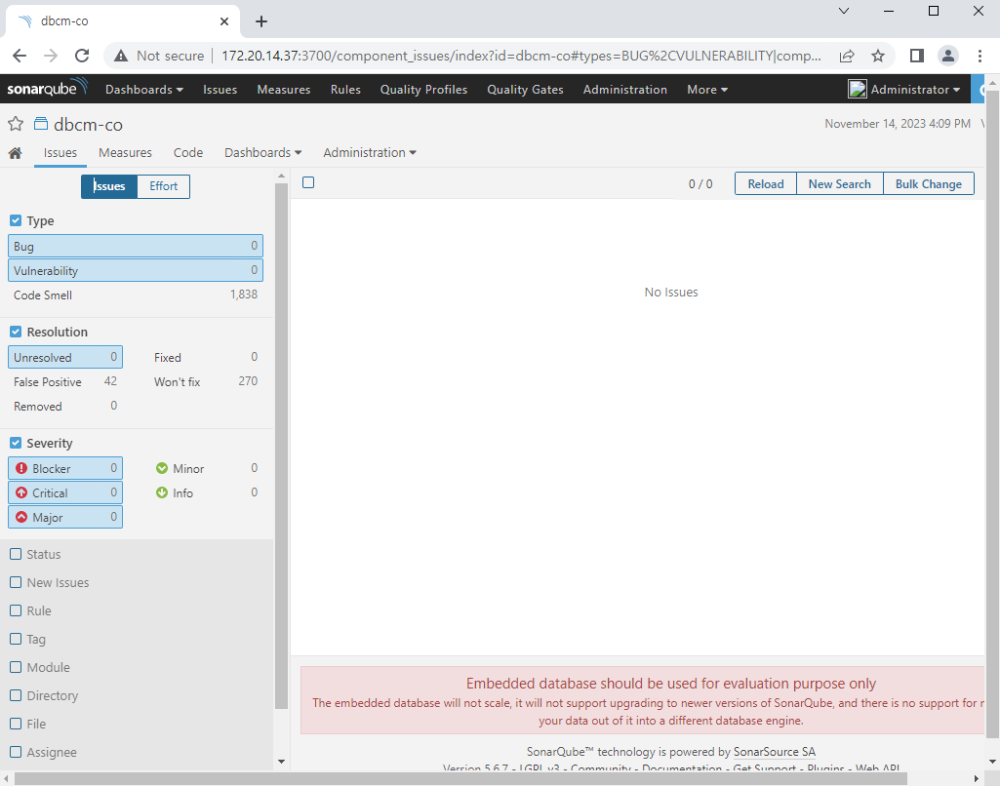 dbcm-co
Not secure
172.20.14.37:3700/component_issues/index?id=dbcm-co#types=BUG%2CVULNERABILITY|comp...
sonarqube Dashboards Issues Measures Rules Quality Profiles Quality Gates Administration More Administrator
dbcm-co
November 14, 2023 4:09 PM
Issues Measures Code Dashboards Administration
Issues Effort
0 / 0 Reload New Search Bulk Change
Type
Bug 0
Vulnerability 0
Code Smell 1,838
No Issues
Resolution
Unresolved 0 Fixed 0
False Positive 42 Won't fix 270
Removed 0
Severity
Blocker 0 Minor 0
Critical 0 Info 0
Major 0
Status
New Issues
Rule
Tag
Module
Directory
File
Assignee
Embedded database should be used for evaluation purpose only
The embedded database will not scale, it will not support upgrading to newer versions of SonarQube, and there is no support for
your data out of it into a different database engine.
SonarQube™ technology is powered by SonarSource SA
Version 5.6.7 - LGPL v3 - Community - Documentation - Get Support - Plugins - Web API